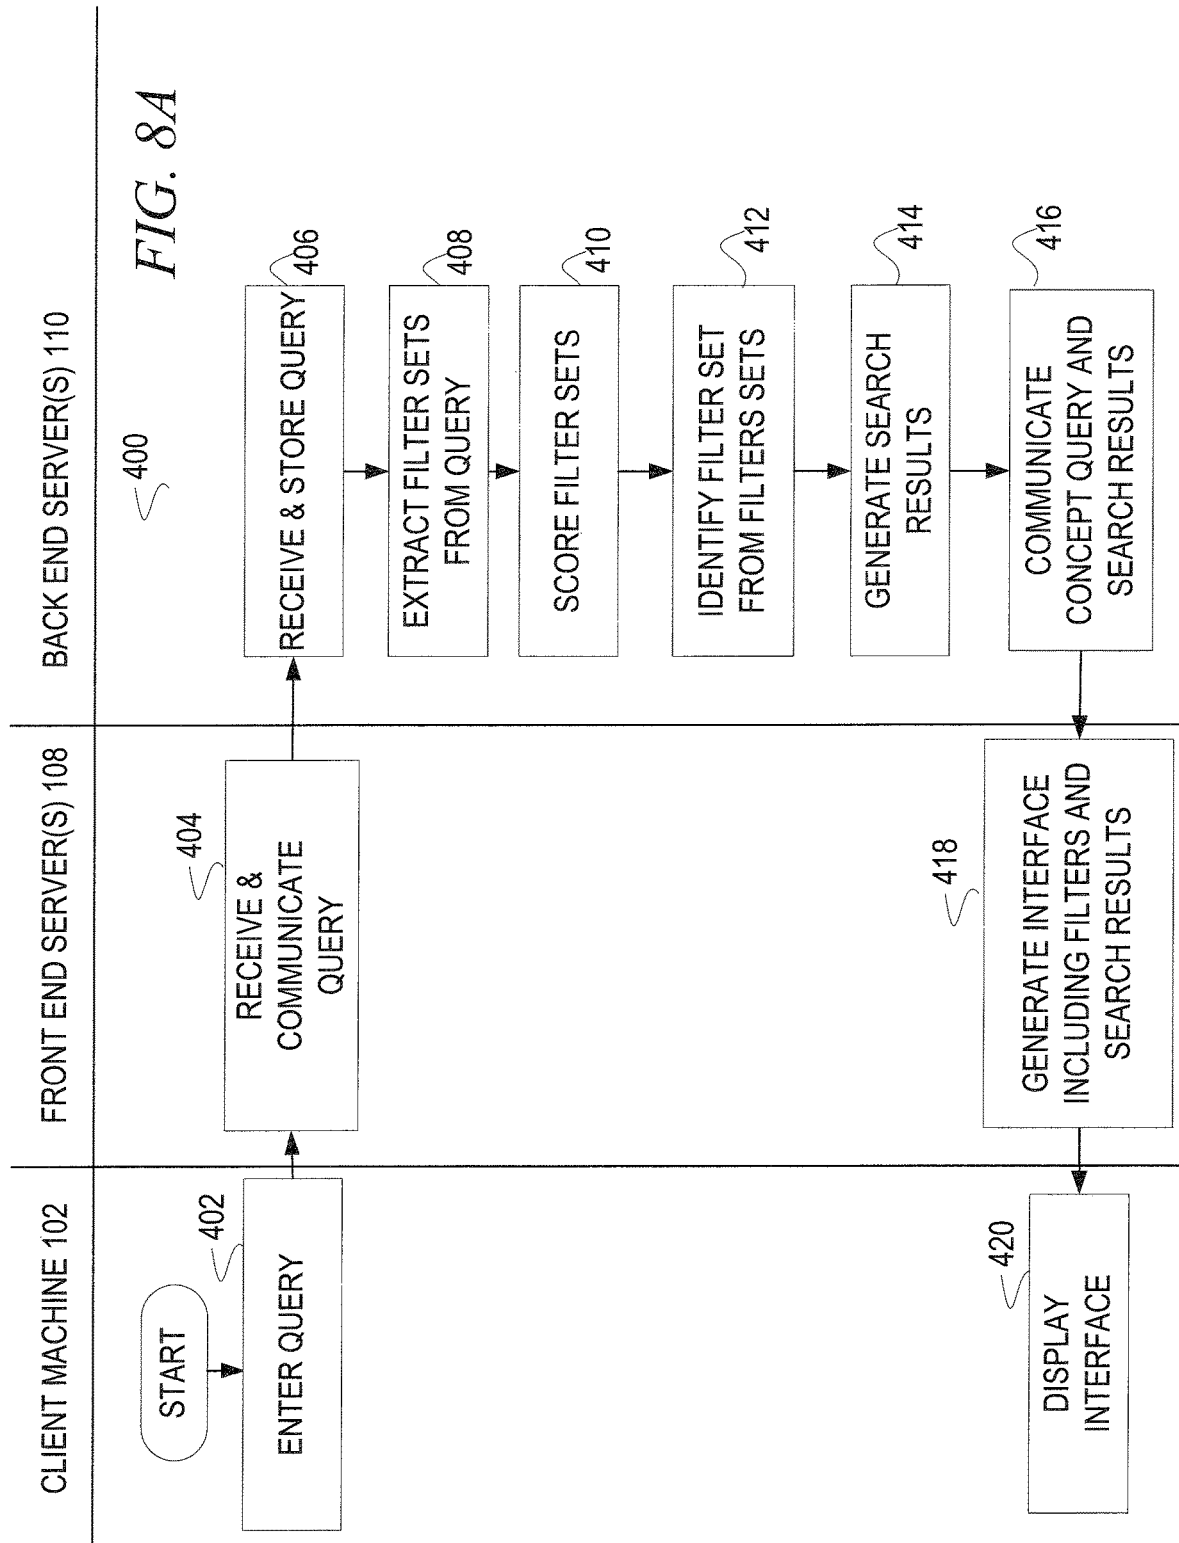 CLIENT MACHINE 102
FRONT END SERVER(S) 108
BACK END SERVER(S) 110
400
FIG. 8A
START
402
ENTER QUERY
404
RECEIVE &
COMMUNICATE
QUERY
RECEIVE & STORE QUERY
406
EXTRACT FILTER SETS
FROM QUERY
408
SCORE FILTER SETS
410
IDENTIFY FILTER SET
FROM FILTERS SETS
412
GENERATE SEARCH
RESULTS
414
COMMUNICATE
CONCEPT QUERY AND
SEARCH RESULTS
416
418
GENERATE INTERFACE
INCLUDING FILTERS AND
SEARCH RESULTS
420
DISPLAY
INTERFACE